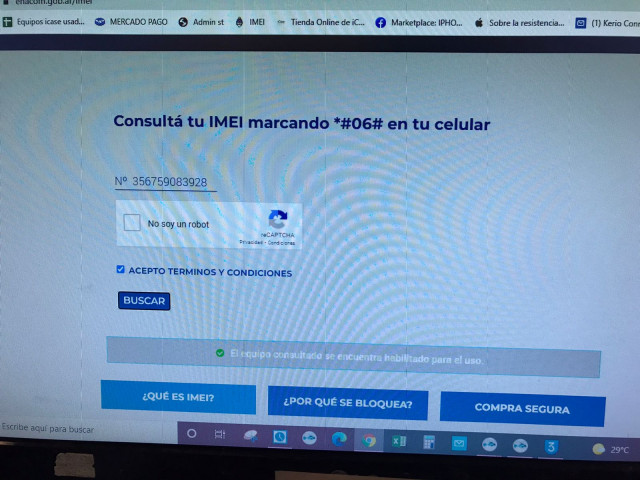 enacom.gob.ar/imei
Equipos icase usad... MERCADO PAGO Admin st IMEI Tienda Online de iC... Marketplace: IPHO... Sobre la resistencia... (1) Kerio Con
Consultá tu IMEI marcando *#06# en tu celular
Nº 356759083928
No soy un robot
reCAPTCHA
Privacidad - Condiciones
ACEPTO TERMINOS Y CONDICIONES
BUSCAR
El equipo consultado se encuentra habilitado para el uso.
¿QUÉ ES IMEI? ¿POR QUÉ SE BLOQUEA? COMPRA SEGURA
Escribe aquí para buscar
29°C